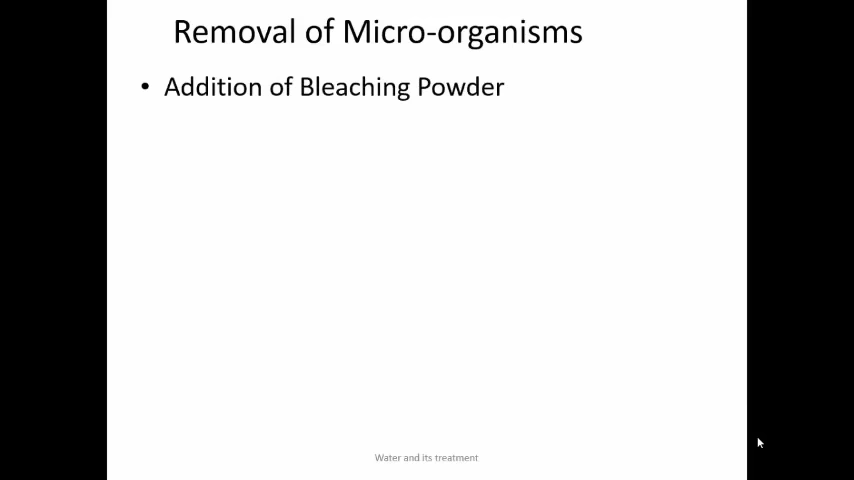 Removal of Micro-organisms
• Addition of Bleaching Powder
Water and its treatment